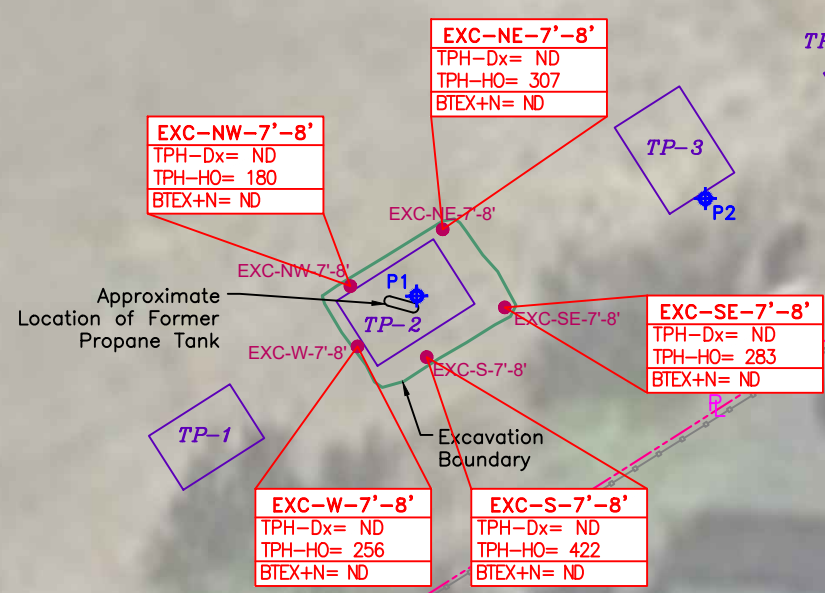 EXC-NE-7'-8'
TPH-Dx= ND
TPH-HO= 307
BTEX+N= ND
EXC-NW-7'-8'
TPH-Dx= ND
TPH-HO= 180
BTEX+N= ND
TP-3
P2
EXC-NE-7'-8'
EXC-NW-7'-8'
P1
TP-2
Approximate
Location of Former
Propane Tank
EXC-SE-7'-8'
EXC-SE-7'-8'
TPH-Dx= ND
TPH-HO= 283
BTEX+N= ND
EXC-W-7'-8'
EXC-S-7'-8'
PL
TP-1
Excavation
Boundary
EXC-W-7'-8'
TPH-Dx= ND
TPH-HO= 256
BTEX+N= ND
EXC-S-7'-8'
TPH-Dx= ND
TPH-HO= 422
BTEX+N= ND